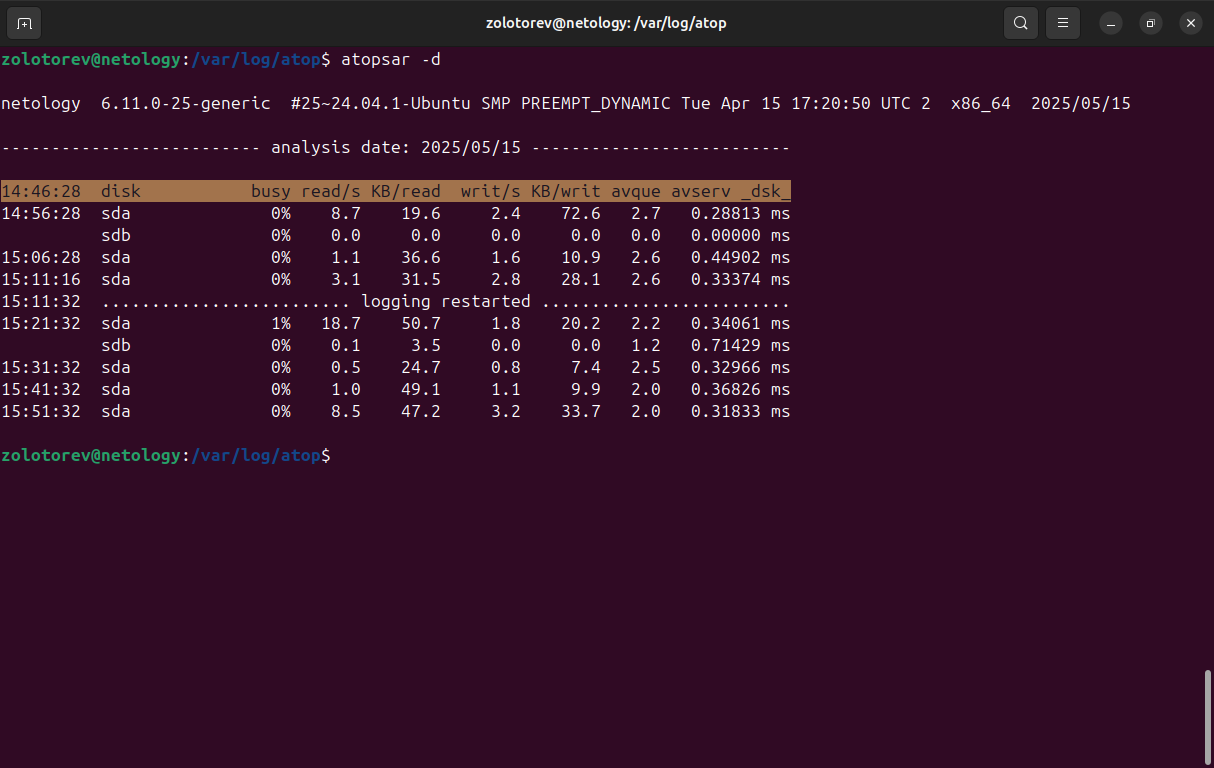 zolotorev@netology: /var/log/atop
zolotorev@netology:/var/log/atop$ atopsar -d
netology  6.11.0-25-generic  #25~24.04.1-Ubuntu SMP PREEMPT_DYNAMIC Tue Apr 15 17:20:50 UTC 2  x86_64  2025/05/15
-------------------------- analysis date: 2025/05/15 --------------------------
14:46:28  disk           busy read/s KB/read  writ/s KB/writ avque avserv _dsk_
14:56:28  sda              0%    8.7    19.6     2.4    72.6   2.7   0.28813 ms
          sdb              0%    0.0     0.0     0.0     0.0   0.0   0.00000 ms
15:06:28  sda              0%    1.1    36.6     1.6    10.9   2.6   0.44902 ms
15:11:16  sda              0%    3.1    31.5     2.8    28.1   2.6   0.33374 ms
15:11:32  ......................... logging restarted .........................
15:21:32  sda              1%   18.7    50.7     1.8    20.2   2.2   0.34061 ms
          sdb              0%    0.1     3.5     0.0     0.0   1.2   0.71429 ms
15:31:32  sda              0%    0.5    24.7     0.8     7.4   2.5   0.32966 ms
15:41:32  sda              0%    1.0    49.1     1.1     9.9   2.0   0.36826 ms
15:51:32  sda              0%    8.5    47.2     3.2    33.7   2.0   0.31833 ms
zolotorev@netology:/var/log/atop$